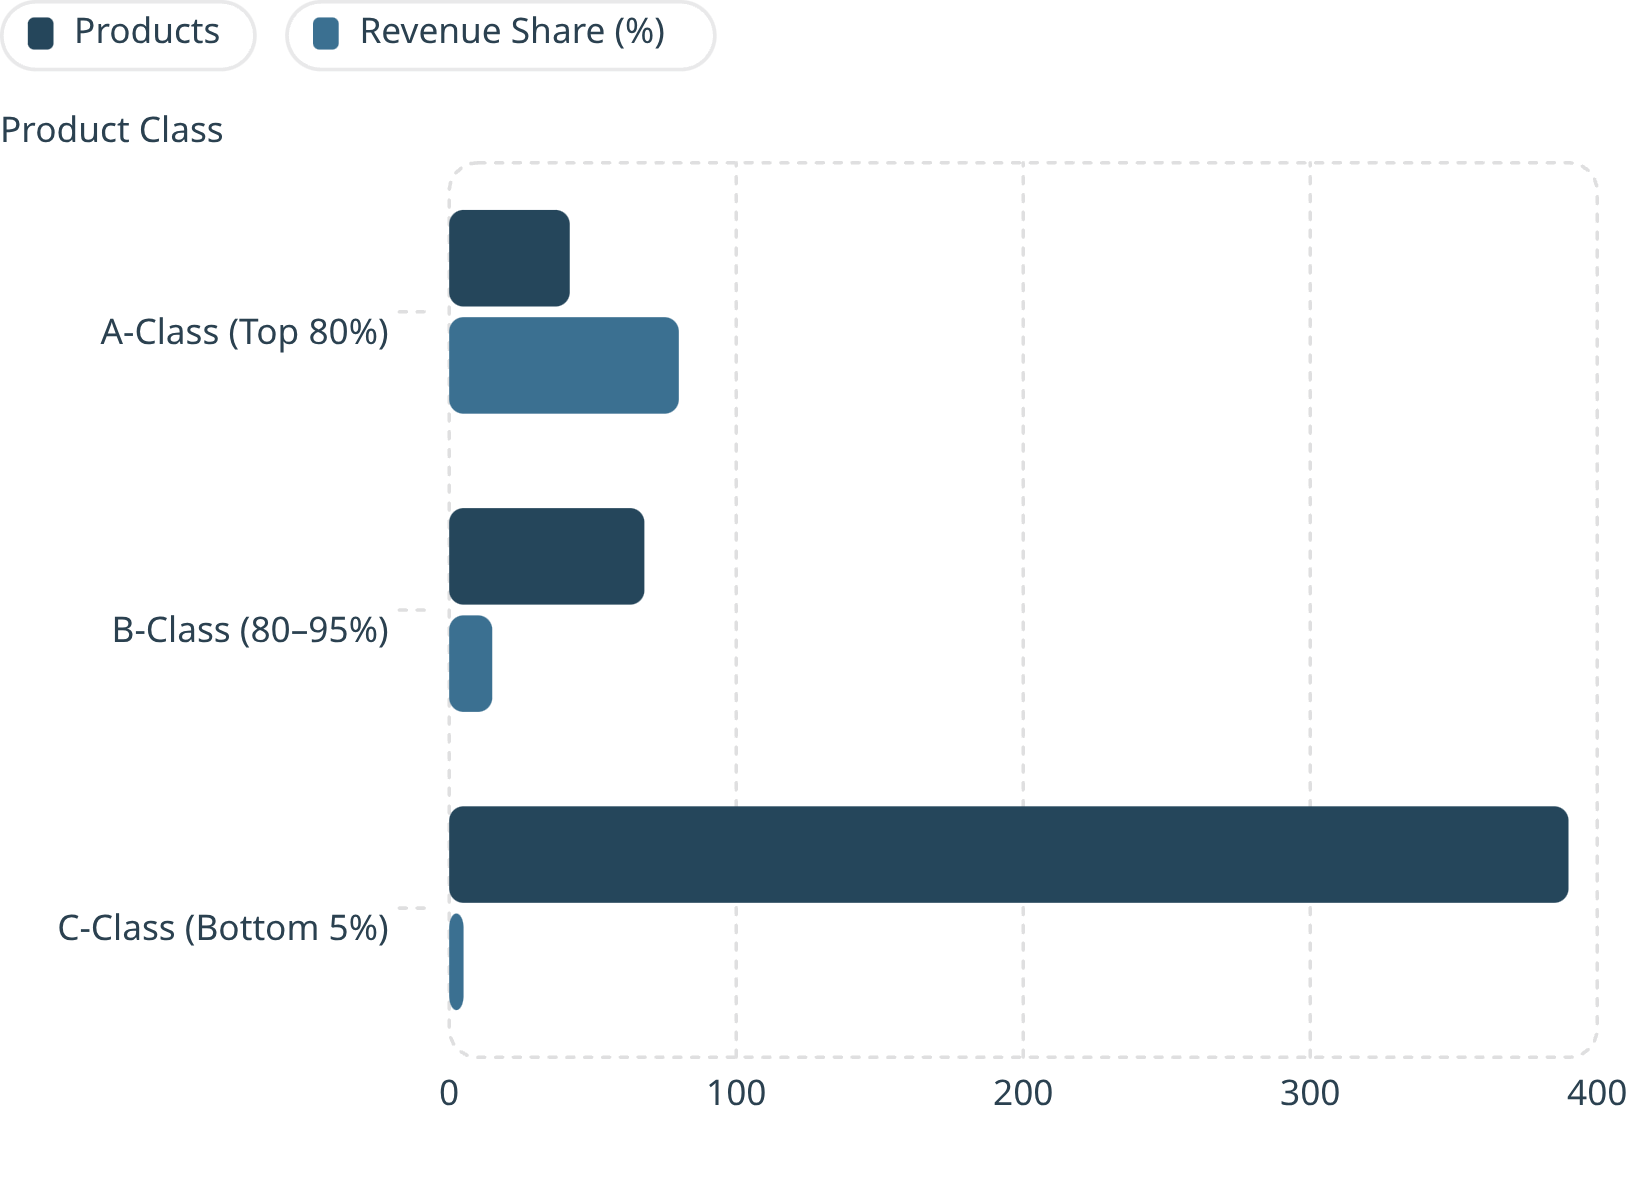 Products
Revenue Share (%)
Product Class
A-Class (Top 80%)
B-Class (80–95%)
C-Class (Bottom 5%)
0 100 200 300 400